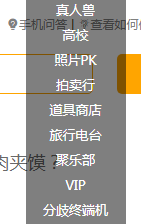 真人兽
手机问答 查看如何
高校
照片PK
拍卖行
道具商店
旅行电台
肉夹馍？
聚乐部
VIP
分歧终端机